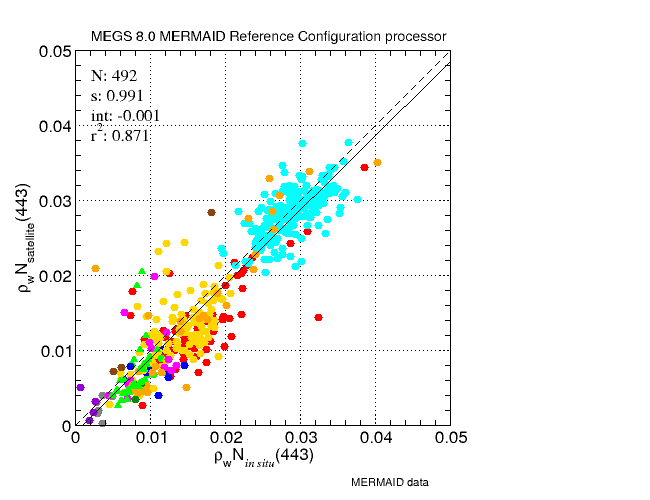 MEGS 8.0 MERMAID Reference Configuration processor
0.05
N: 492
s: 0.991
int: -0.001
r2: 0.871
0.04
0.03
0.02
0.01
0
ρwNsatellite(443)
0 0.01 0.02 0.03 0.04 0.05
ρwNin situ(443)
MERMAID data